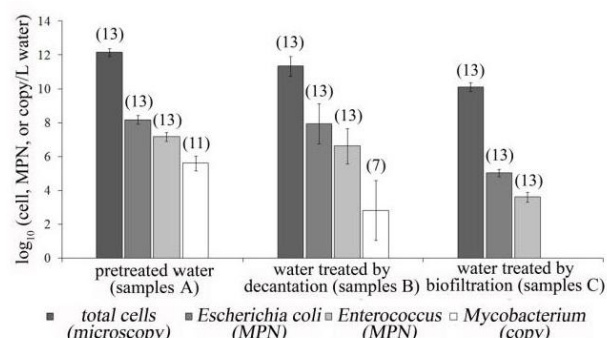 log10 (cell, MPN, or copy/L water)
14
12
10
8
6
4
2
0
(13)
(13)
(13)
(11)
(13)
(13)
(13)
(7)
(13)
(13)
(13)
pretreated water
(samples A)
water treated by
decantation (samples B)
water treated by
biofiltration (samples C)
total cells
(microscopy)
Escherichia coli
(MPN)
Enterococcus
(MPN)
Mycobacterium
(copy)